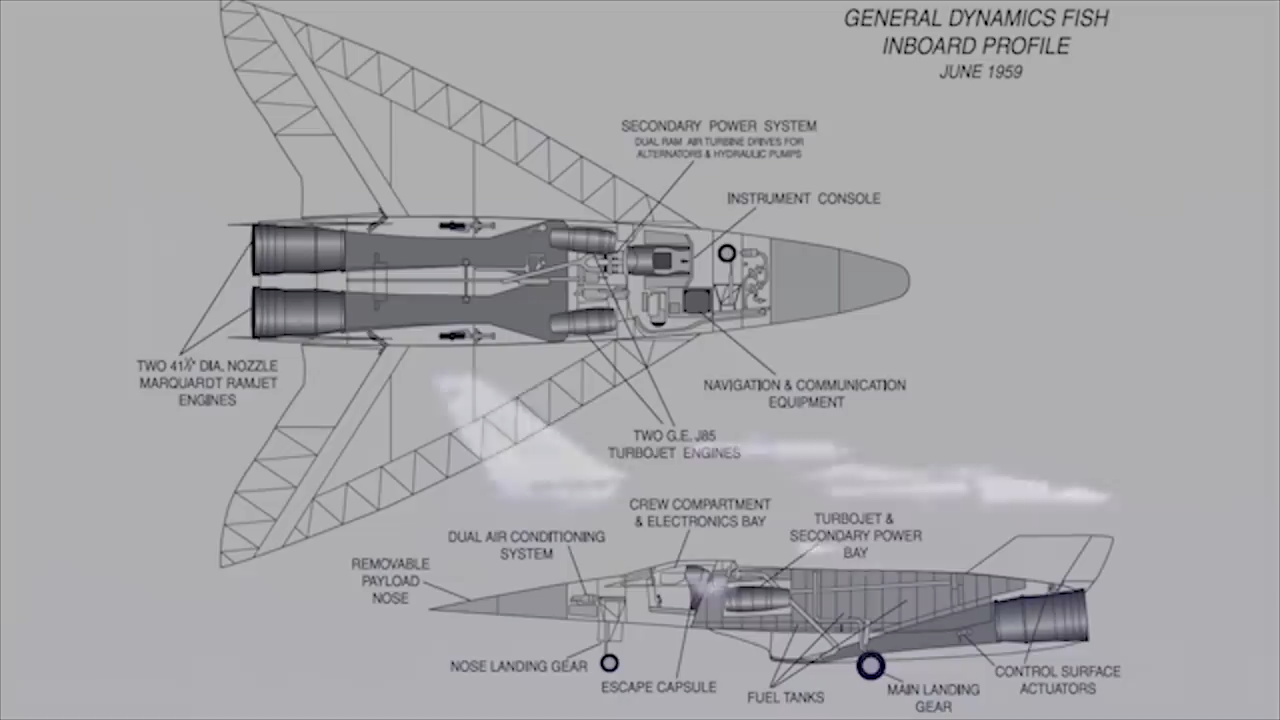 GENERAL DYNAMICS FISH
INBOARD PROFILE
JUNE 1959
SECONDARY POWER SYSTEM
DUAL RAM AIR TURBINE DRIVES FOR
ALTERNATORS & HYDRAULIC PUMPS
INSTRUMENT CONSOLE
TWO 41½" DIA. NOZZLE
MARQUARDT RAMJET
ENGINES
NAVIGATION & COMMUNICATION
EQUIPMENT
TWO G.E. J85
TURBOJET ENGINES
CREW COMPARTMENT
& ELECTRONICS BAY
TURBOJET &
SECONDARY POWER
BAY
DUAL AIR CONDITIONING
SYSTEM
REMOVABLE
PAYLOAD
NOSE
NOSE LANDING GEAR
ESCAPE CAPSULE
FUEL TANKS
MAIN LANDING
GEAR
CONTROL SURFACE
ACTUATORS